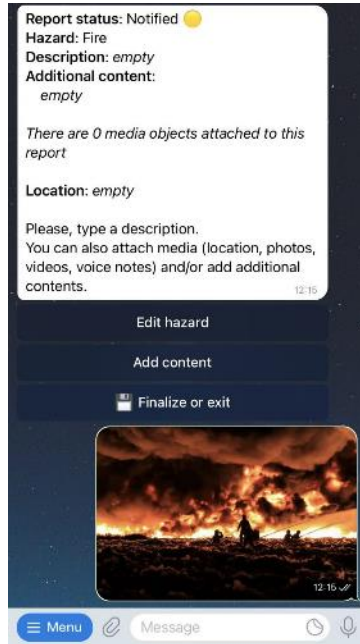 Report status: Notified 🟡
Hazard: Fire
Description: empty
Additional content:
empty
There are 0 media objects attached to this
report
Location: empty
Please, type a description.
You can also attach media (location, photos,
videos, voice notes) and/or add additional
contents.
12:15
Edit hazard
Add content
💾 Finalize or exit
12:15
Menu
Message